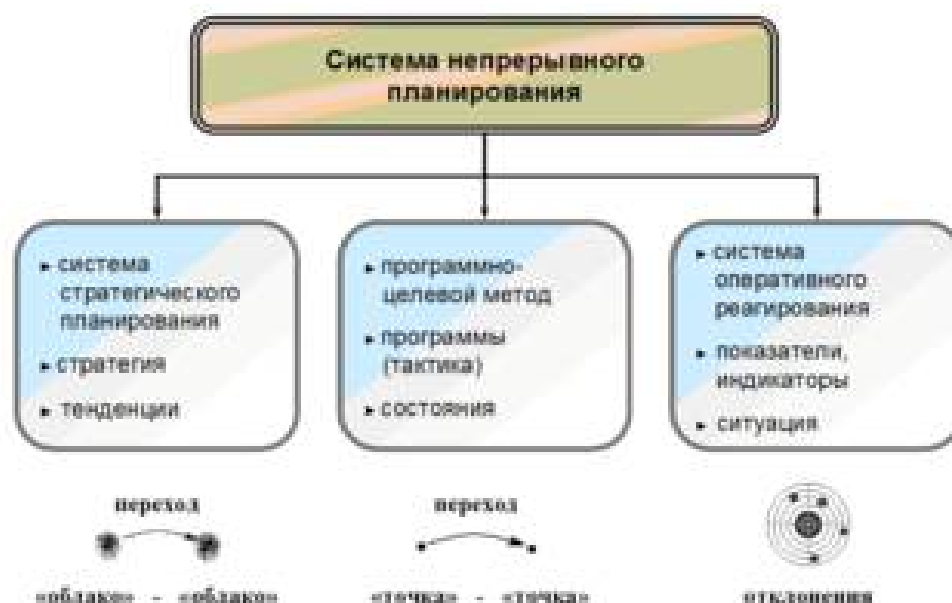 Система непрерывного
планирования
▸ система
стратегического
планирования
▸ стратегия
▸ тенденции
▸ программно-
целевой метод
▸ программы
(тактика)
▸ состояния
▸ система
оперативного
реагирования
▸ показатели,
индикаторы
▸ ситуация
переход
«облако» - «облако»
переход
«точка» - «точка»
отклонения